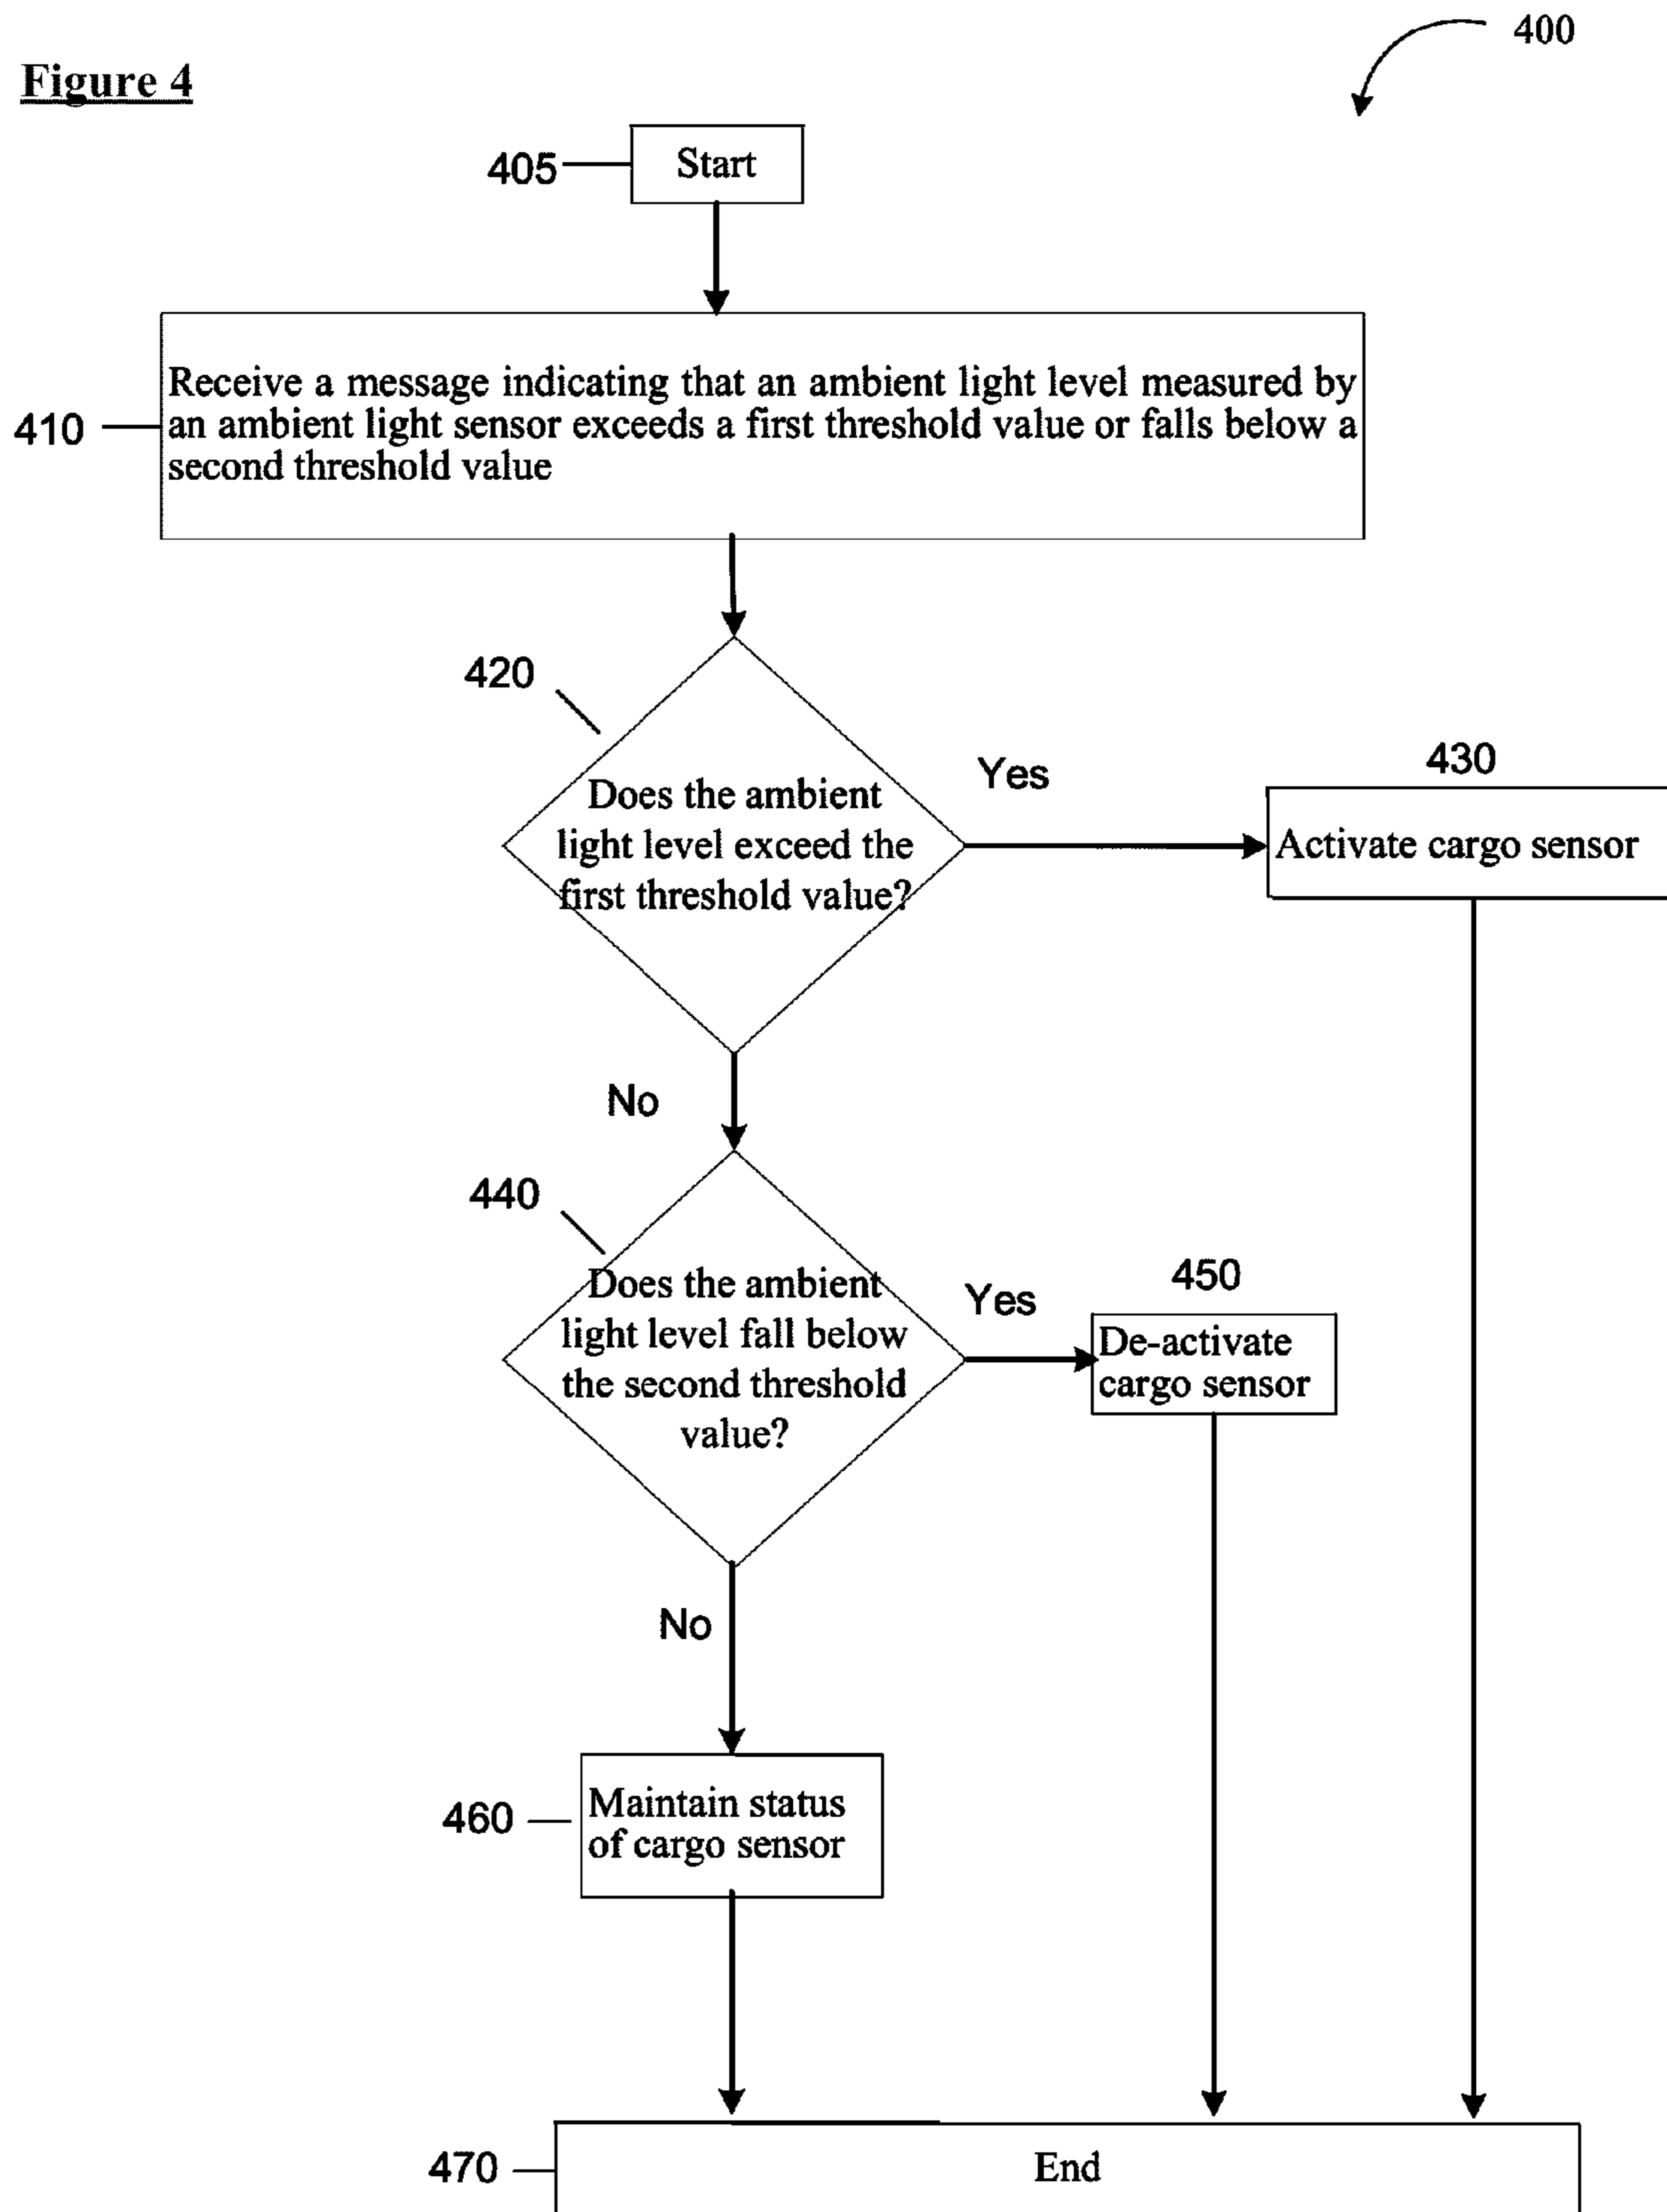 400
Figure 4
405
Start
410
Receive a message indicating that an ambient light level measured by
an ambient light sensor exceeds a first threshold value or falls below a
second threshold value
420
Does the ambient
light level exceed the
first threshold value?
Yes
430
Activate cargo sensor
No
440
Does the ambient
light level fall below
the second threshold
value?
Yes
450
De-activate
cargo sensor
No
460
Maintain status
of cargo sensor
470
End